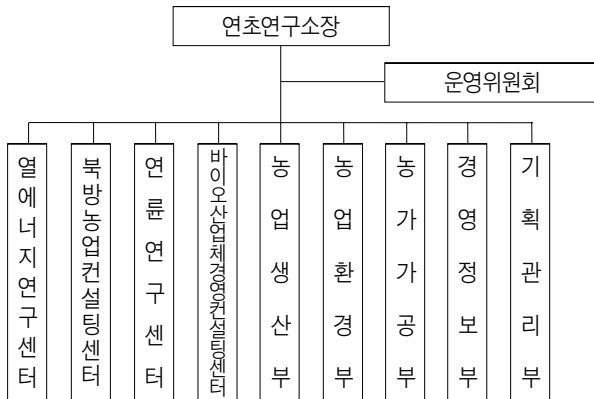 연초연구소장
운영위원회
열에너지연구센터
북방농업컨설팅센터
연륜연구센터
바이오산업체경영컨설팅센터
농업생산부
농업환경부
농가가공부
경영정보부
기획관리부